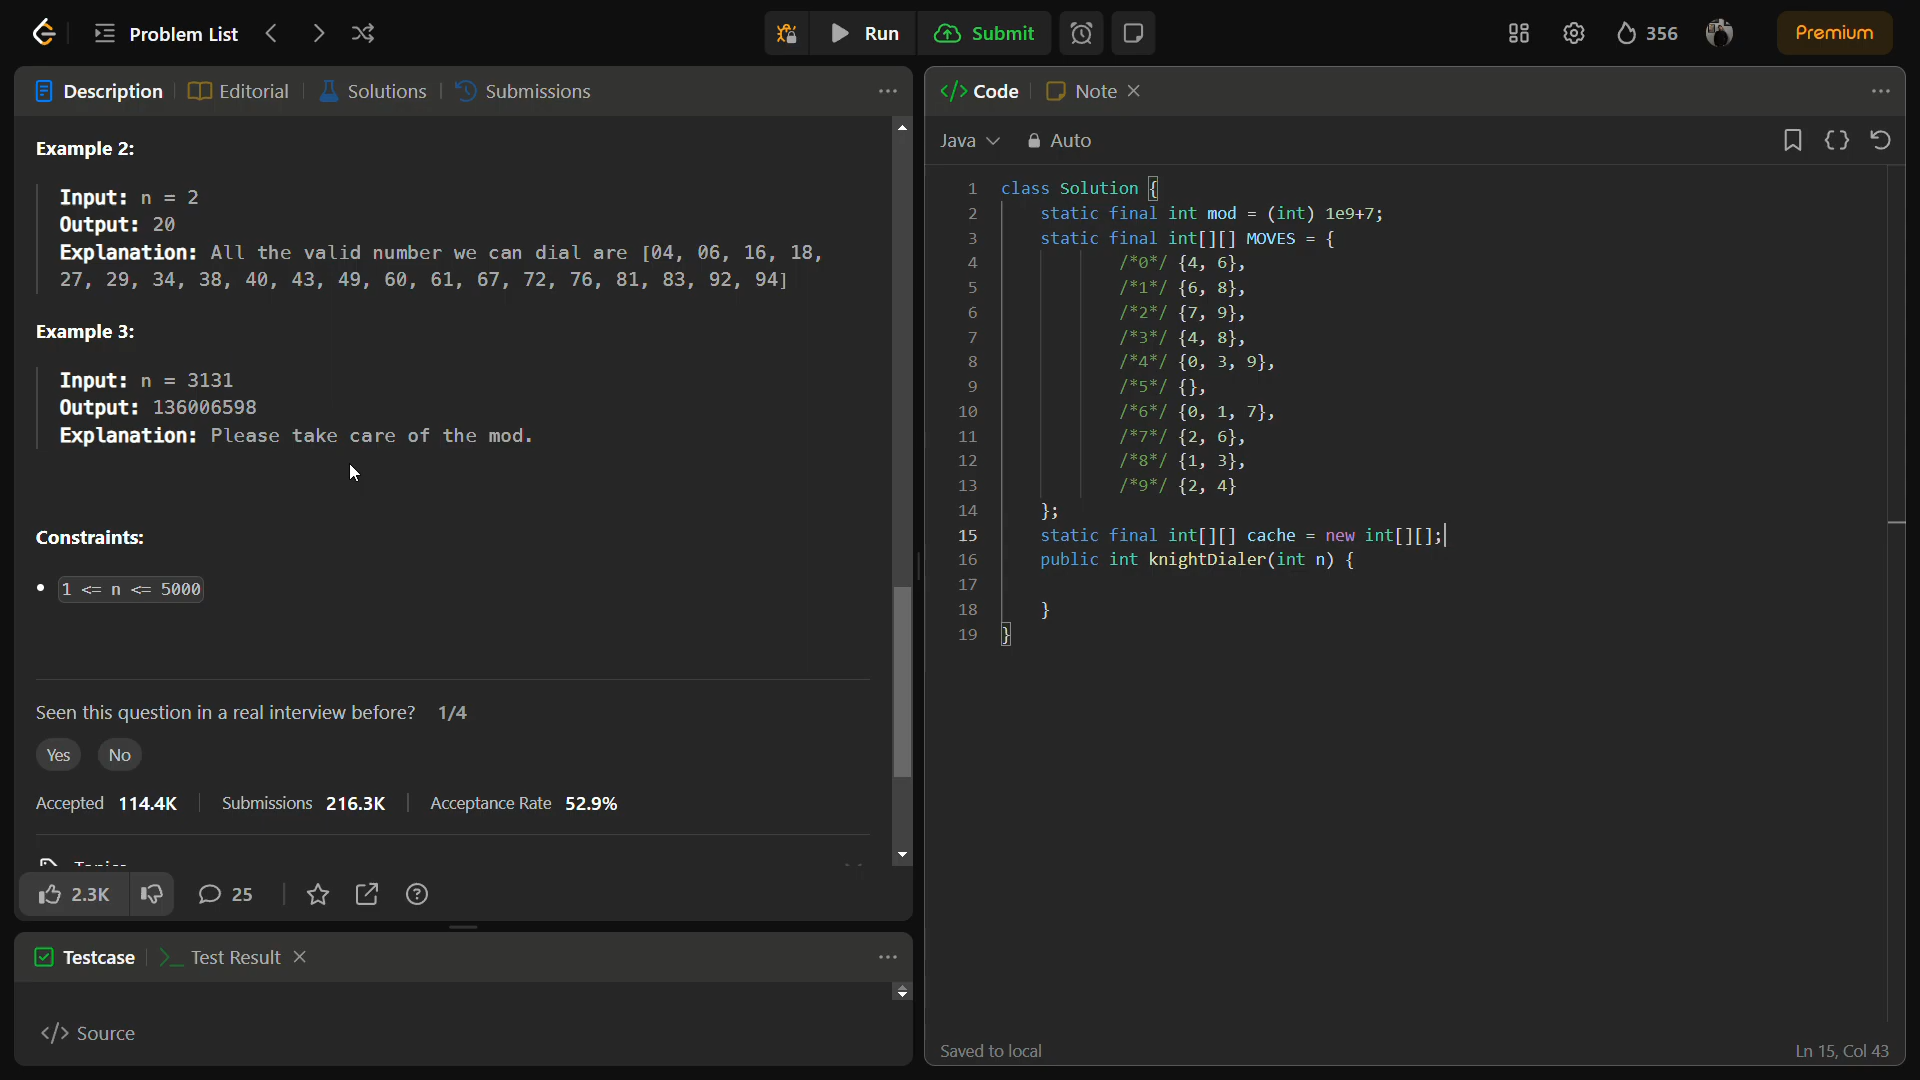 Problem List
Run
Submit
356
Premium
Description
Editorial
Solutions
Submissions
Example 2:
Input: n = 2
Output: 20
Explanation: All the valid number we can dial are [04, 06, 16, 18,
27, 29, 34, 38, 40, 43, 49, 60, 61, 67, 72, 76, 81, 83, 92, 94]
Example 3:
Input: n = 3131
Output: 136006598
Explanation: Please take care of the mod.
Constraints:
1 <= n <= 5000
Seen this question in a real interview before? 1/4
Yes
No
Accepted 114.4K
Submissions 216.3K
Acceptance Rate 52.9%
Topics
2.3K
25
Testcase
Test Result
</> Source
</> Code
Note
Java
Auto
1 class Solution {
2 static final int mod = (int) 1e9+7;
3 static final int[][] MOVES = {
4 /*0*/ {4, 6},
5 /*1*/ {6, 8},
6 /*2*/ {7, 9},
7 /*3*/ {4, 8},
8 /*4*/ {0, 3, 9},
9 /*5*/ {},
10 /*6*/ {0, 1, 7},
11 /*7*/ {2, 6},
12 /*8*/ {1, 3},
13 /*9*/ {2, 4}
14 };
15 static final int[][] cache = new int[][];
16 public int knightDialer(int n) {
17
18 }
19 }
Saved to local
Ln 15, Col 43